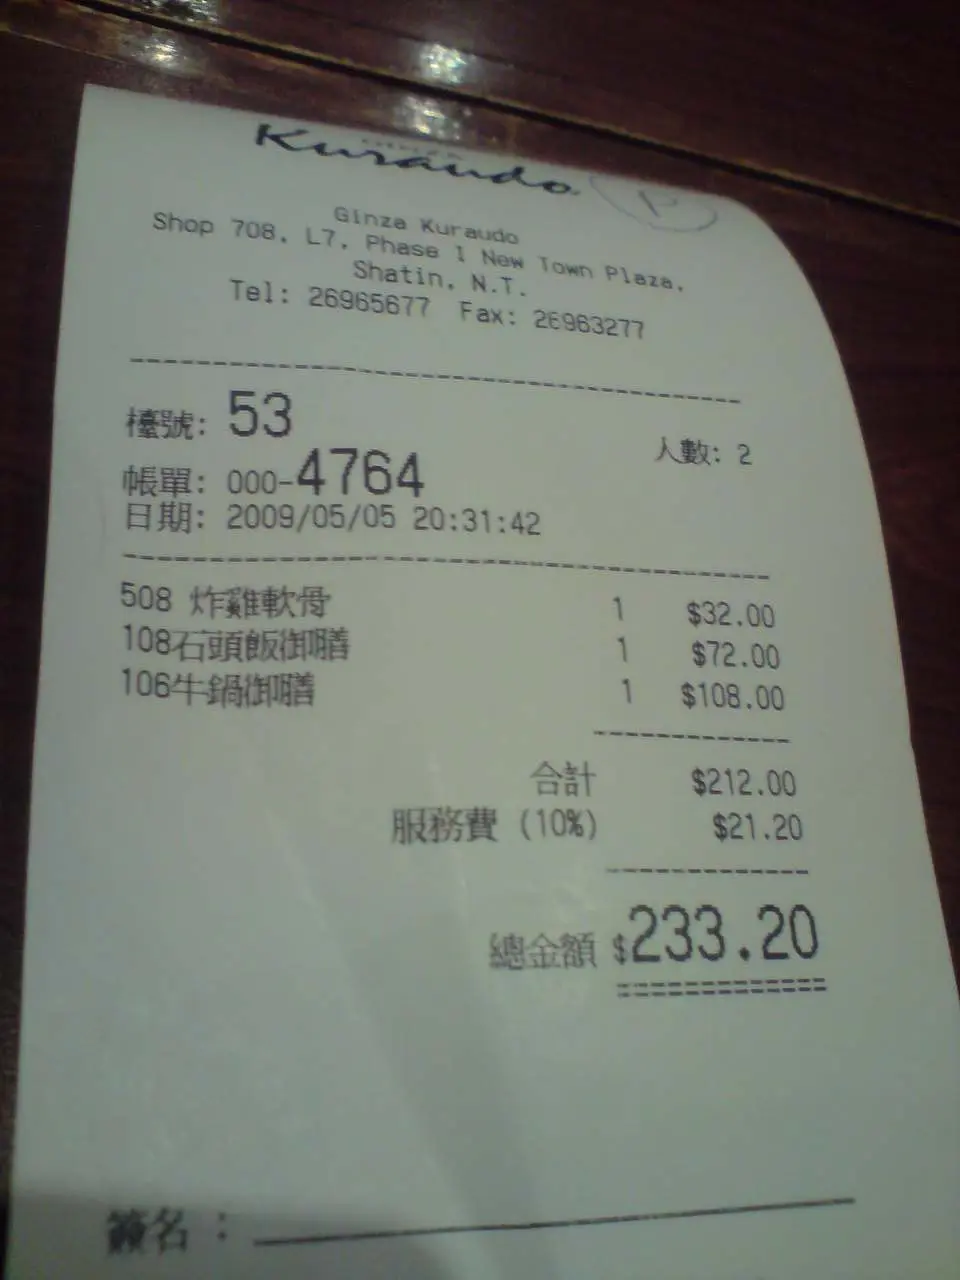 Kuraudo
Ginza Kuraudo
Shop 708, L7, Phase 1 New Town Plaza,
Shatin, N.T.
Tel: 26965677 Fax: 26963277
檯號: 53 人數: 2
帳單: 000-4764
日期: 2009/05/05 20:31:42
508 炸雞軟骨 1 $32.00
108石頭飯御膳 1 $72.00
106牛鍋御膳 1 $108.00
合計 $212.00
服務費 (10%) $21.20
總金額 $233.20
簽名：